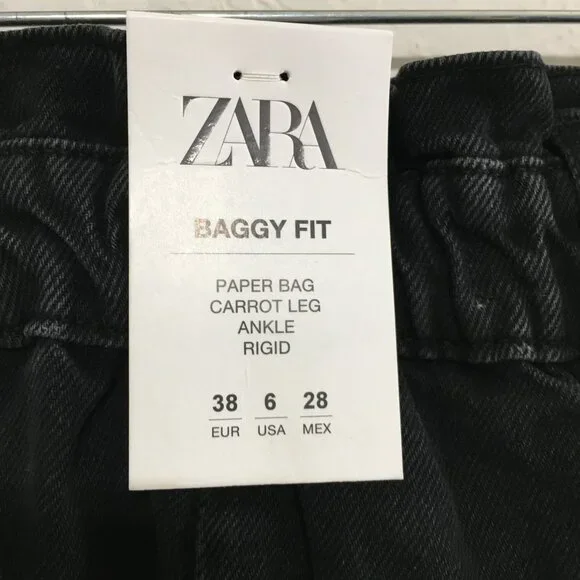 ZARA
BAGGY FIT
PAPER BAG
CARROT LEG
ANKLE
RIGID
38 6 28
EUR USA MEX